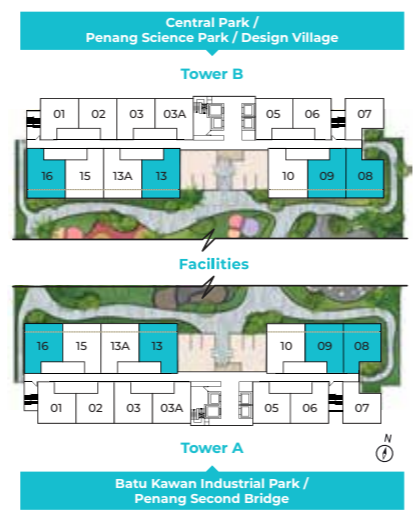 Central Park /
Penang Science Park / Design Village
Tower B
01 02 03 03A 05 06 07
16 15 13A 13 10 09 08
Facilities
16 15 13A 13 10 09 08
01 02 03 03A 05 06 07
Tower A
N
Batu Kawan Industrial Park /
Penang Second Bridge